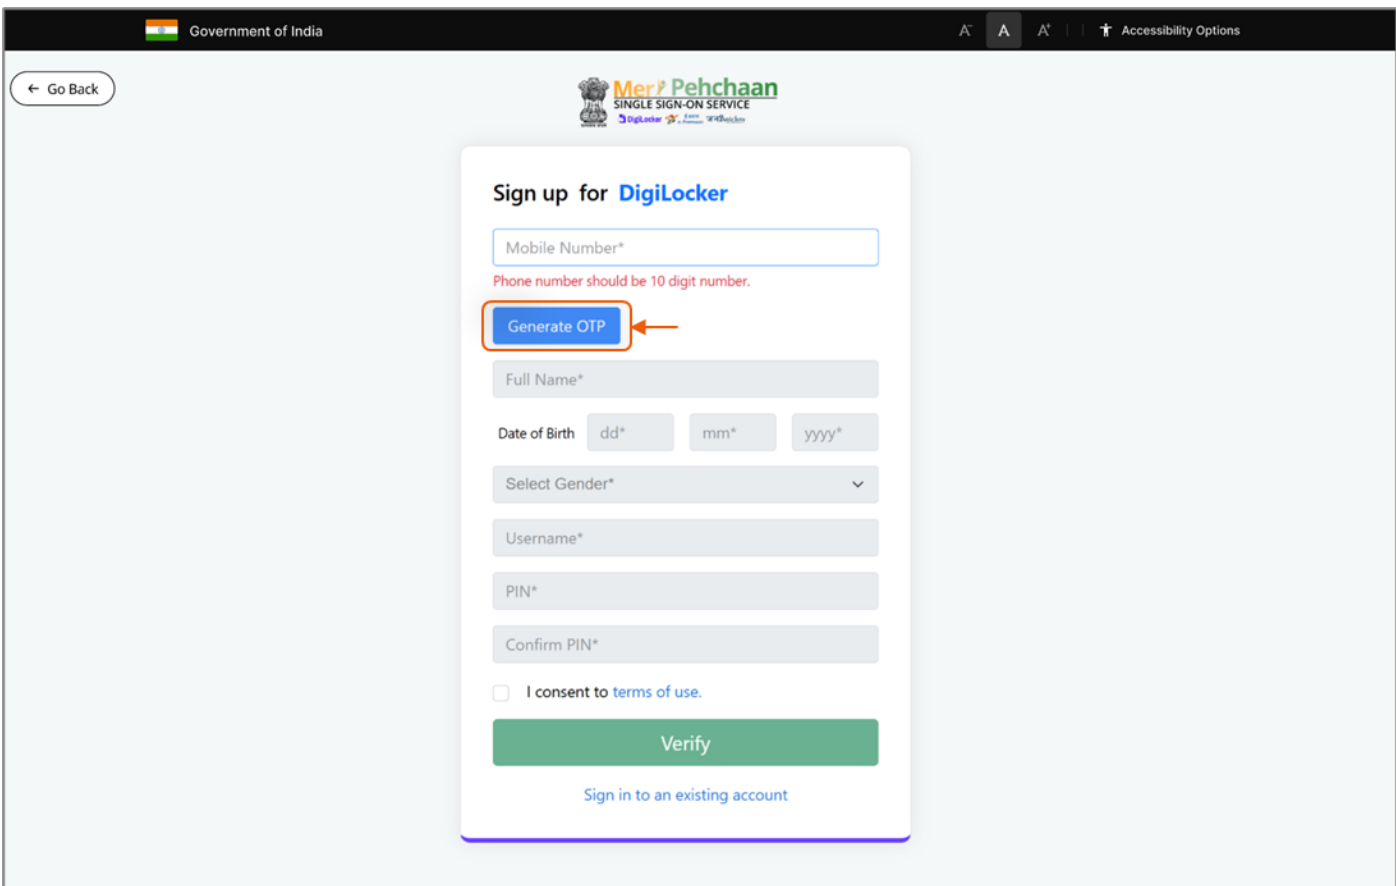 Government of India
A- A A+ Accessibility Options
Go Back
Meri Pehchaan
SINGLE SIGN-ON SERVICE
DigiLocker
Sign up for DigiLocker
Mobile Number*
Phone number should be 10 digit number.
Generate OTP
Full Name*
Date of Birth dd* mm* yyyy*
Select Gender*
Username*
PIN*
Confirm PIN*
I consent to terms of use.
Verify
Sign in to an existing account